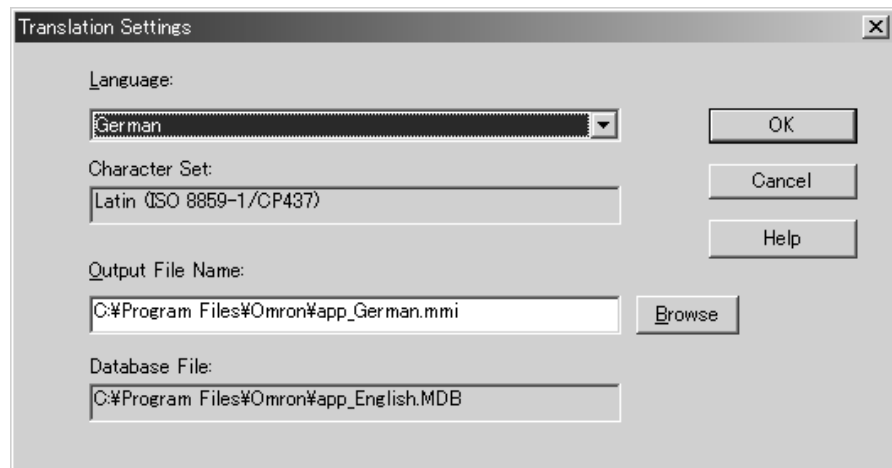 Translation Settings
Language:
German
OK
Character Set:
Latin (ISO 8859-1/CP437)
Cancel
Help
Output File Name:
C:¥Program Files¥Omron¥app_German.mmi
Browse
Database File:
C:¥Program Files¥Omron¥app_English.MDB